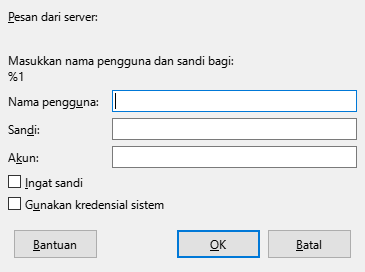 Pesan dari server:
Masukkan nama pengguna dan sandi bagi:
%1
Nama pengguna:
Sandi:
Akun:
Ingat sandi
Gunakan kredensial sistem
Bantuan OK Batal